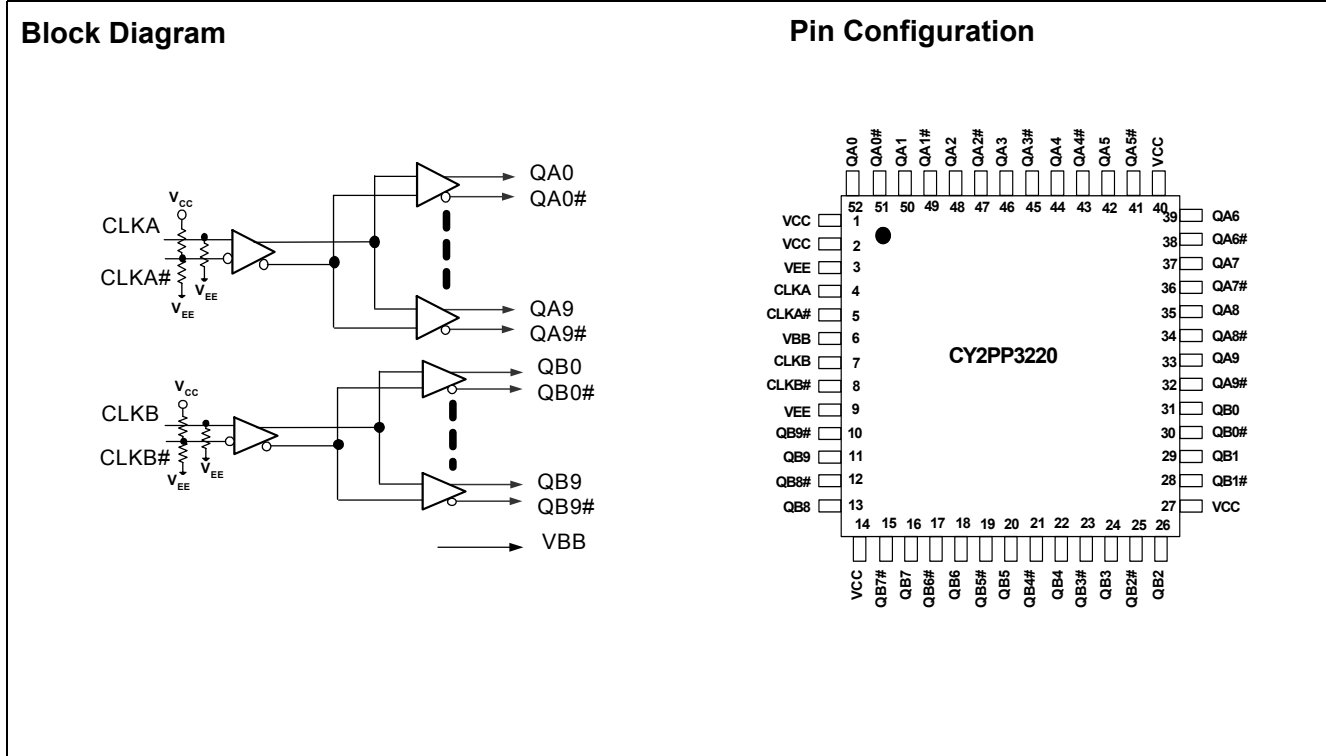 Block Diagram
VCC
CLKA
CLKA#
VEE
VEE
QA0
QA0#
QA9
QA9#
VCC
CLKB
CLKB#
VEE
VEE
QB0
QB0#
QB9
QB9#
VBB
Pin Configuration
QA0 QA0# QA1 QA1# QA2 QA2# QA3 QA3# QA4 QA4# QA5 QA5# VCC
52 51 50 49 48 47 46 45 44 43 42 41 40
VCC 1
VCC 2
VEE 3
CLKA 4
CLKA# 5
VBB 6
CLKB 7
CLKB# 8
VEE 9
QB9# 10
QB9 11
QB8# 12
QB8 13
CY2PP3220
39 QA6
38 QA6#
37 QA7
36 QA7#
35 QA8
34 QA8#
33 QA9
32 QA9#
31 QB0
30 QB0#
29 QB1
28 QB1#
27 VCC
14 15 16 17 18 19 20 21 22 23 24 25 26
VCC QB7# QB7 QB6# QB6 QB5# QB5 QB4# QB4 QB3# QB3 QB2# QB2